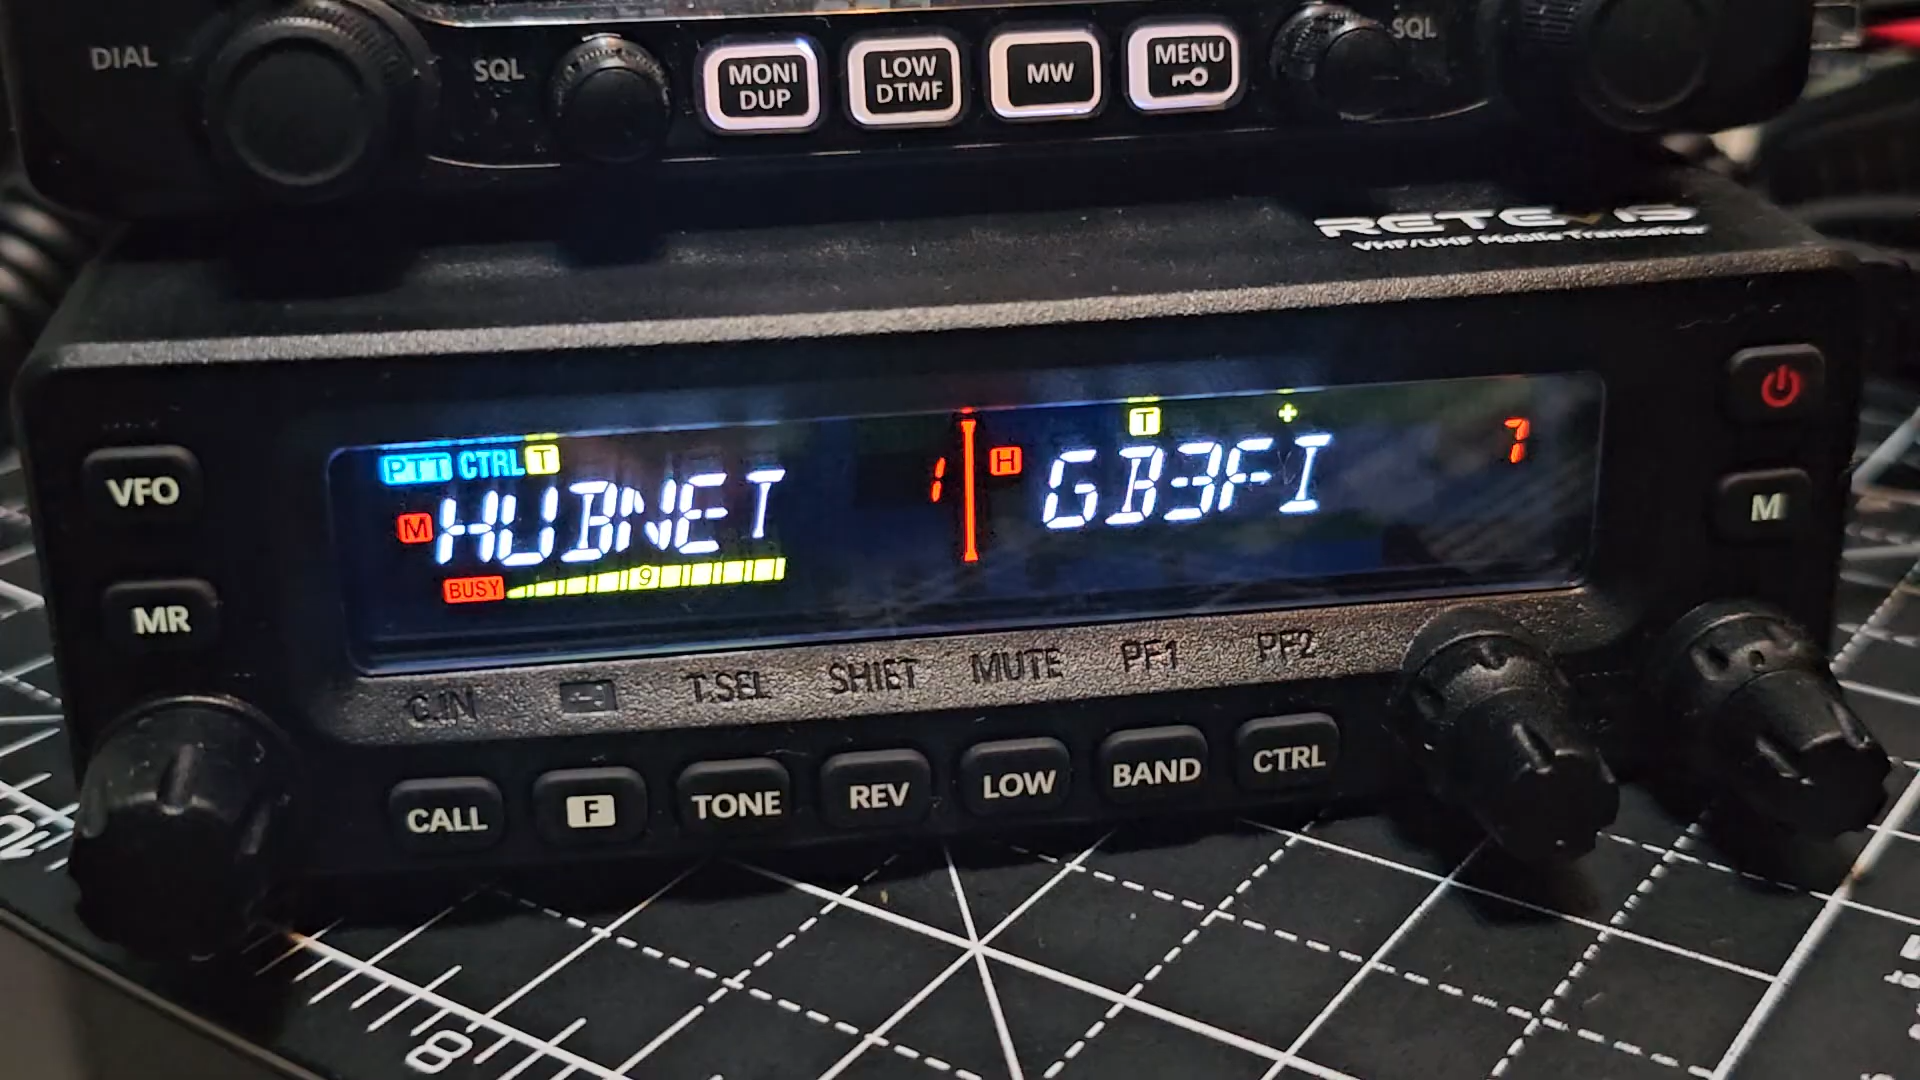 DIAL
SQL
MONI DUP
LOW DTMF
MW
MENU
SQL
RETEVIS
VHF/UHF Mobile Transceiver
VFO
MR
PTT CTRL T
M HUBNET 1
BUSY 9
T +
H GB3FI 7
M
C.IN T.SEL SHIFT MUTE PF1 PF2
CALL F TONE REV LOW BAND CTRL
8